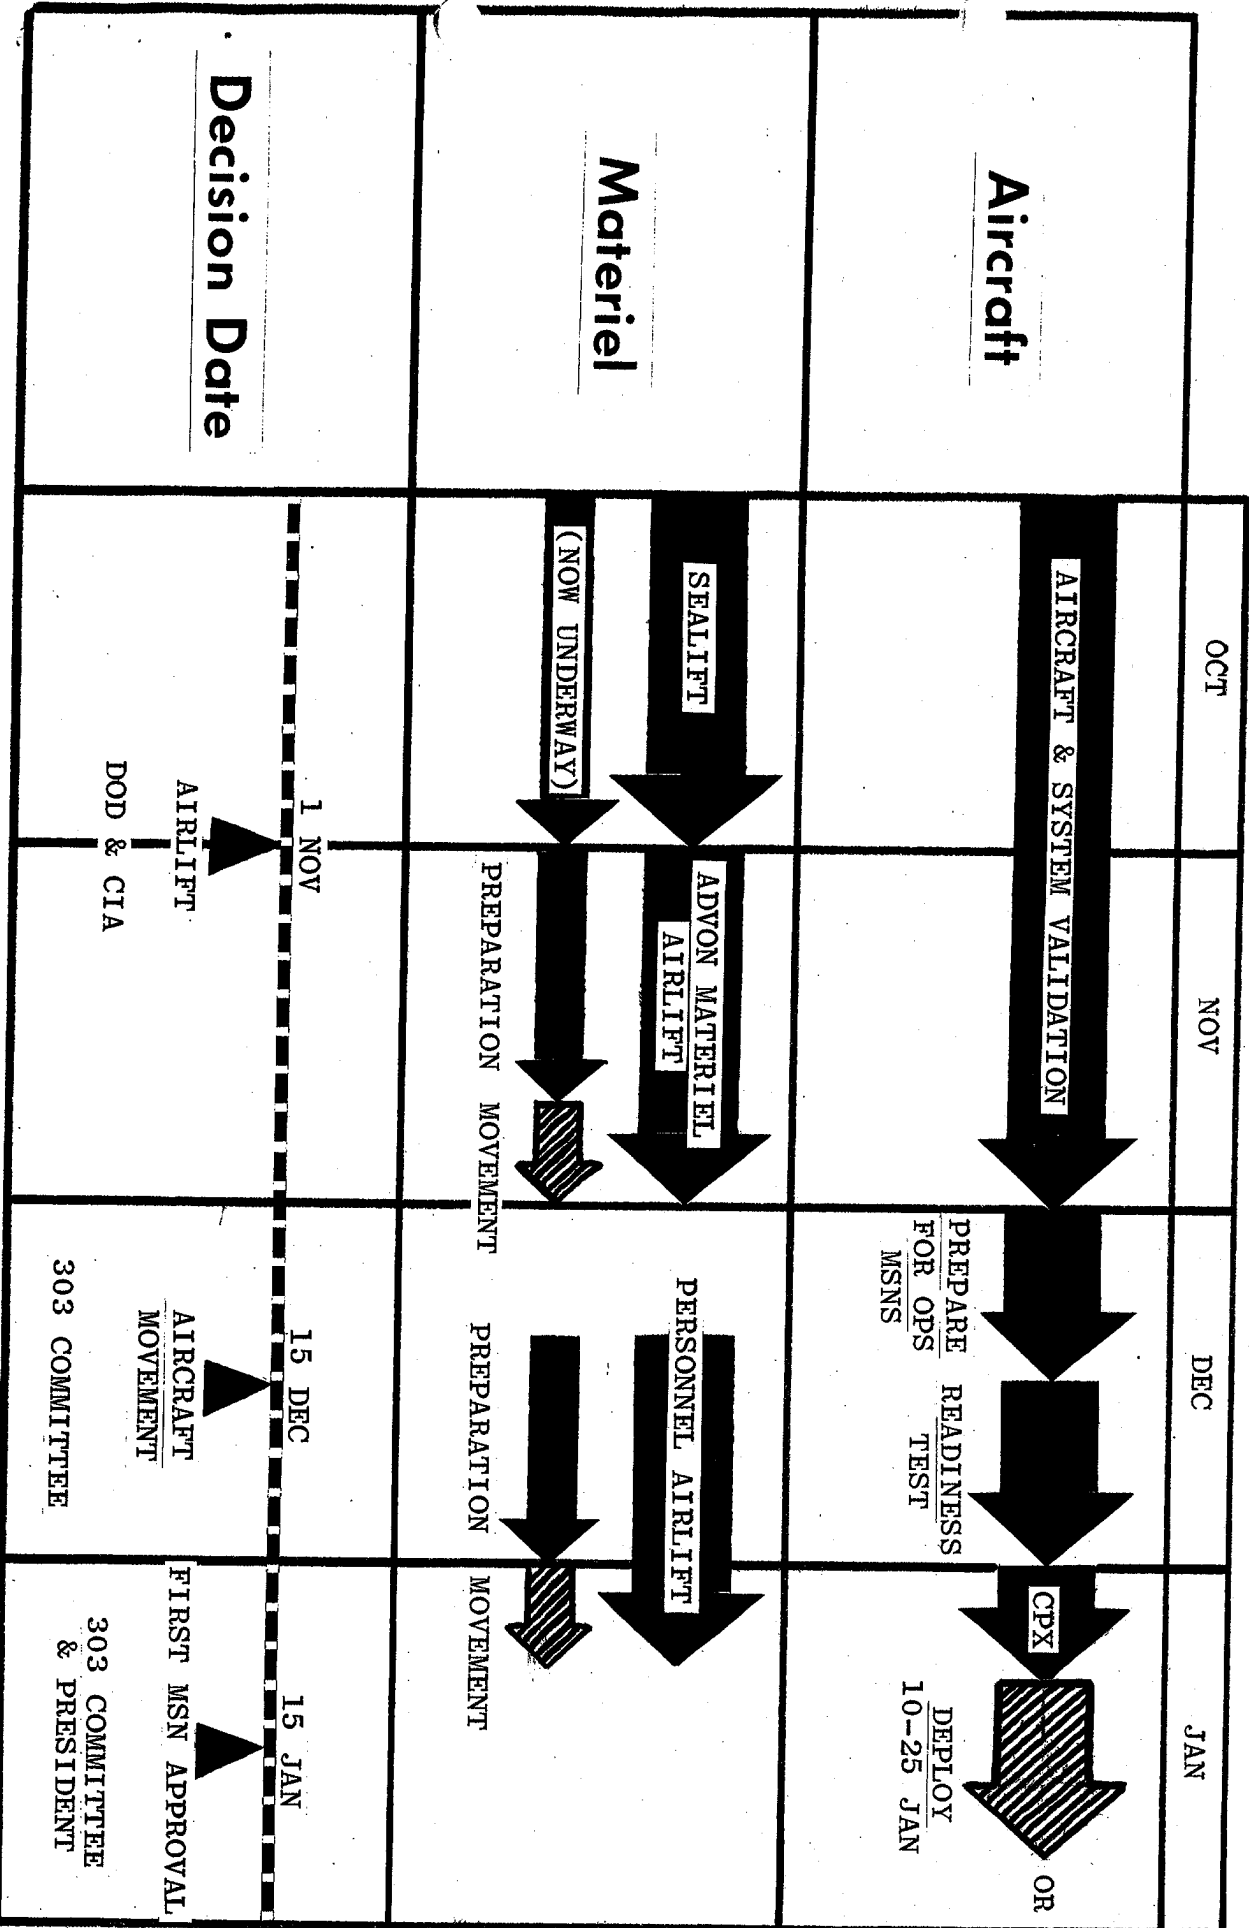 OCT
NOV
DEC
JAN
Aircraft
AIRCRAFT & SYSTEM VALIDATION
PREPARE
FOR OPS
MSNS
READINESS
TEST
CPX
DEPLOY
10-25 JAN
OR
Materiel
SEALIFT
(NOW UNDERWAY)
ADVON MATERIEL
AIRLIFT
PREPARATION MOVEMENT
PERSONNEL AIRLIFT
PREPARATION MOVEMENT
Decision Date
1 NOV
AIRLIFT
DOD & CIA
15 DEC
AIRCRAFT
MOVEMENT
303 COMMITTEE
15 JAN
FIRST MSN APPROVAL
303 COMMITTEE
& PRESIDENT